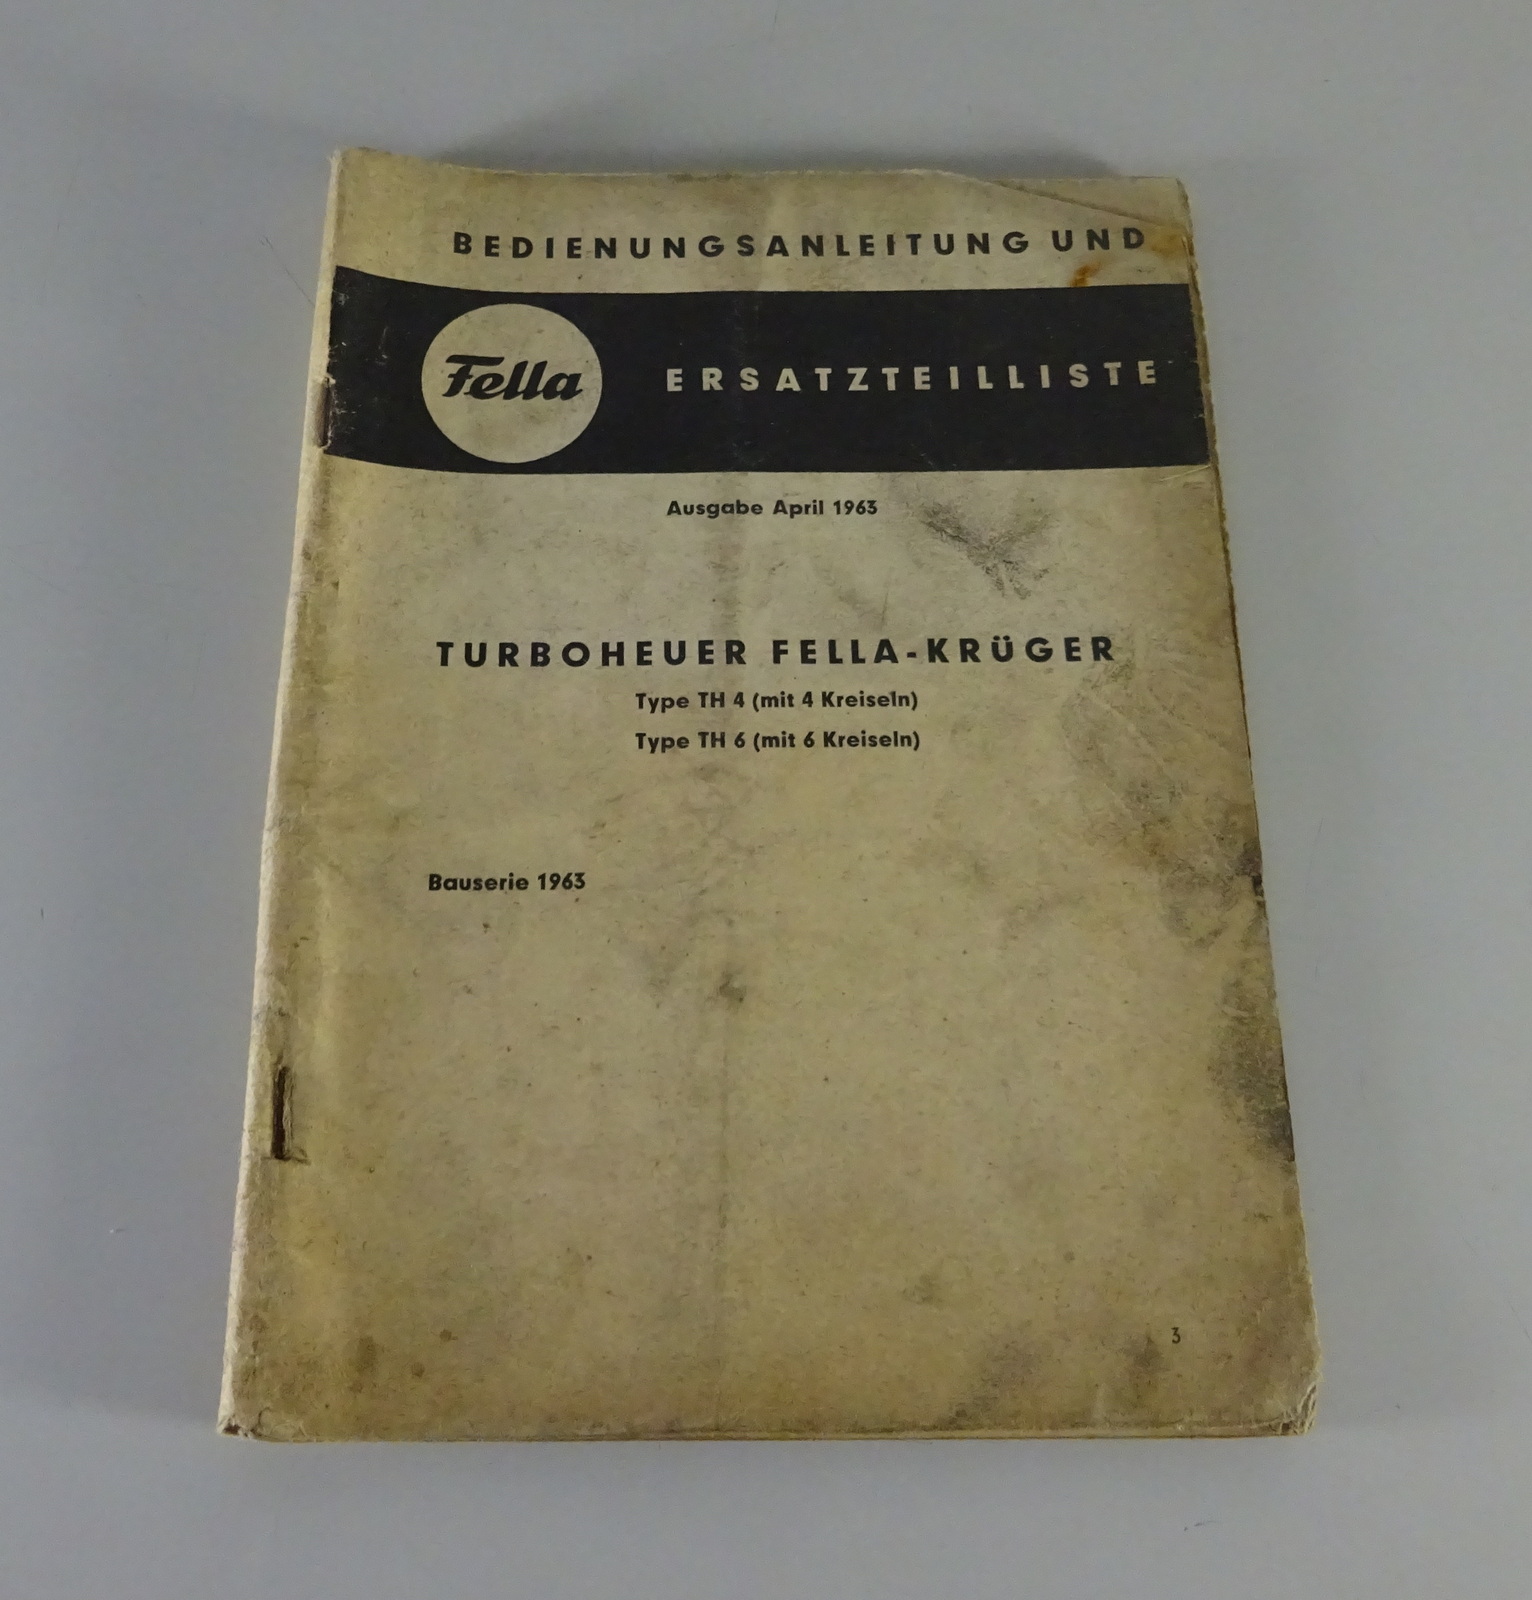 BEDIENUNGSANLEITUNG UND
Fella
ERSATZTEILLISTE
Ausgabe April 1963
TURBOHEUER FELLA-KRÜGER
Type TH 4 (mit 4 Kreiseln)
Type TH 6 (mit 6 Kreiseln)
Bauserie 1963
3